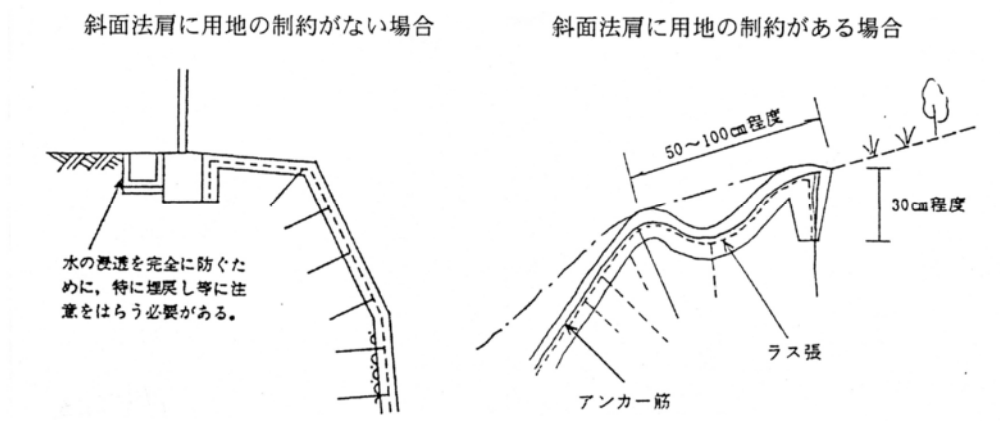 斜面法肩に用地の制約がない場合
斜面法肩に用地の制約がある場合
50～100㎝程度
30㎝程度
水の浸透を完全に防ぐた
めに，特に埋戻し等に注
意をはらう必要がある。
ラス張
アンカー筋